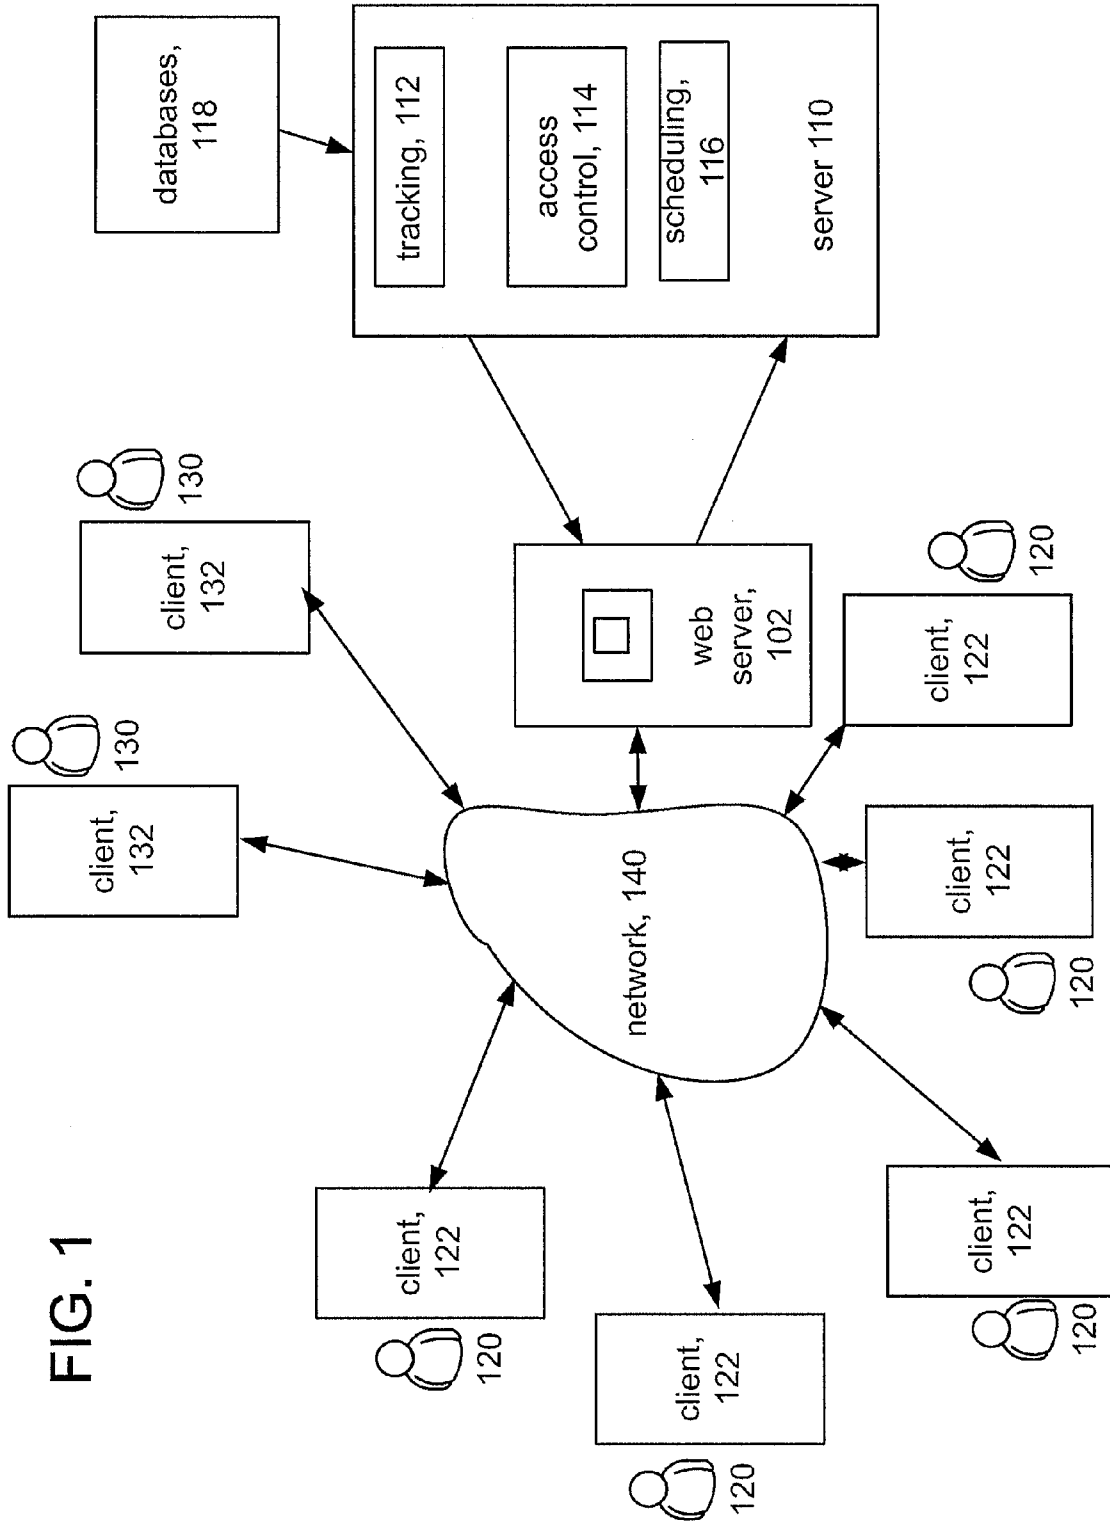 FIG. 1
client,
132
130
client,
132
130
databases,
118
tracking, 112
access
control, 114
scheduling,
116
server 110
client,
122
120
network, 140
web
server,
102
client,
122
120
client,
122
120
client,
122
120
client,
122
120